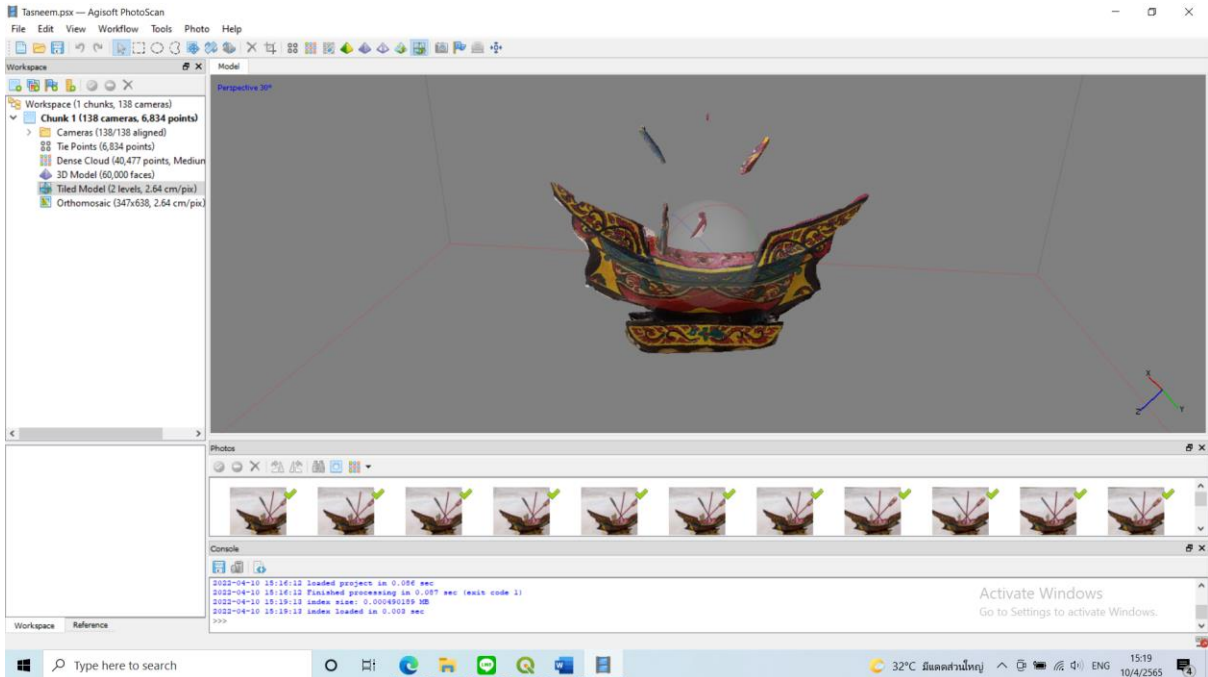 Tasneem.psx — Agisoft PhotoScan
File Edit View Workflow Tools Photo Help
Workspace
Model
Perspective 30°
Workspace (1 chunks, 138 cameras)
Chunk 1 (138 cameras, 6,834 points)
Cameras (138/138 aligned)
Tie Points (6,834 points)
Dense Cloud (40,477 points, Medium
3D Model (60,000 faces)
Tiled Model (2 levels, 2.64 cm/pix)
Orthomosaic (347x638, 2.64 cm/pix)
X
Z Y
Photos
Console
2022-04-10 15:16:12 loaded project in 0.086 sec
2022-04-10 15:16:12 Finished processing in 0.087 sec (exit code 1)
2022-04-10 15:19:13 index size: 0.000490189 MB
2022-04-10 15:19:13 index loaded in 0.003 sec
>>>
Activate Windows
Go to Settings to activate Windows.
Workspace Reference
Type here to search
32°C มีแดดส่วนใหญ่ ENG
15:19
10/4/2565
4